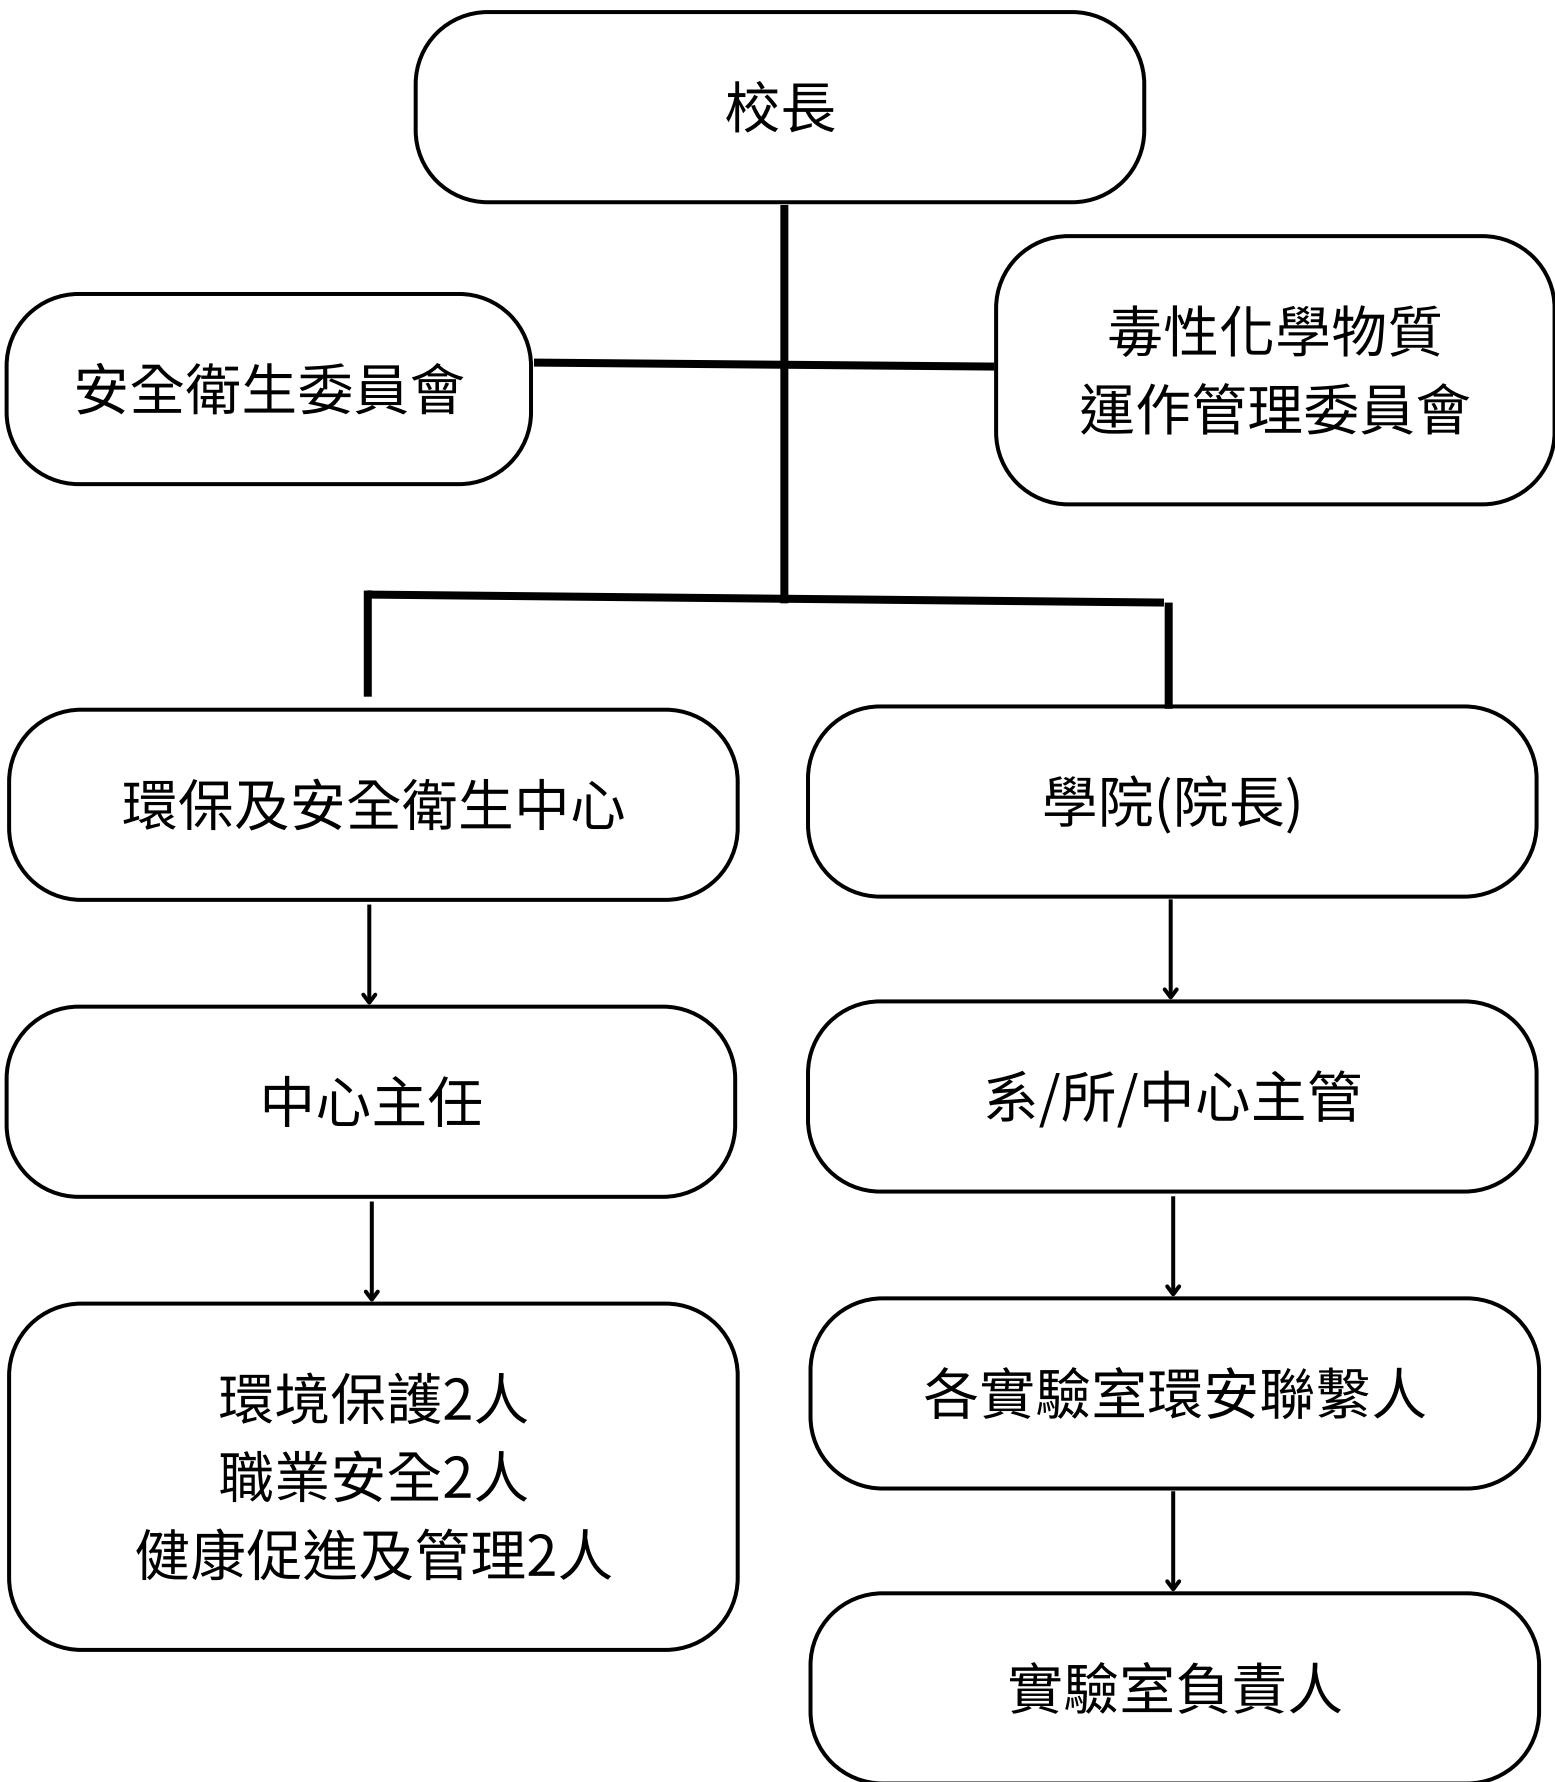 校長
安全衛生委員會
毒性化學物質
運作管理委員會
環保及安全衛生中心
學院(院長)
中心主任
系/所/中心主管
環境保護2人
職業安全2人
健康促進及管理2人
各實驗室環安聯繫人
實驗室負責人